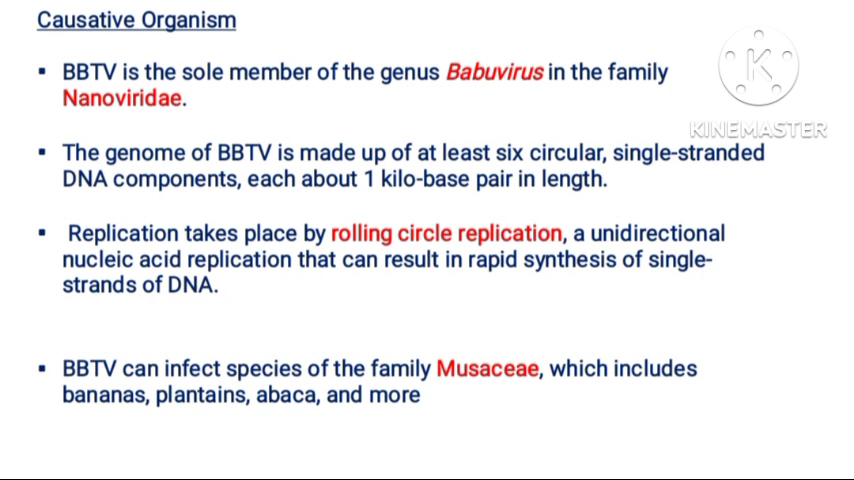 Causative Organism
▪ BBTV is the sole member of the genus Babuvirus in the family
Nanoviridae.
KINEMASTER
▪ The genome of BBTV is made up of at least six circular, single-stranded
DNA components, each about 1 kilo-base pair in length.
▪ Replication takes place by rolling circle replication, a unidirectional
nucleic acid replication that can result in rapid synthesis of single-
strands of DNA.
▪ BBTV can infect species of the family Musaceae, which includes
bananas, plantains, abaca, and more